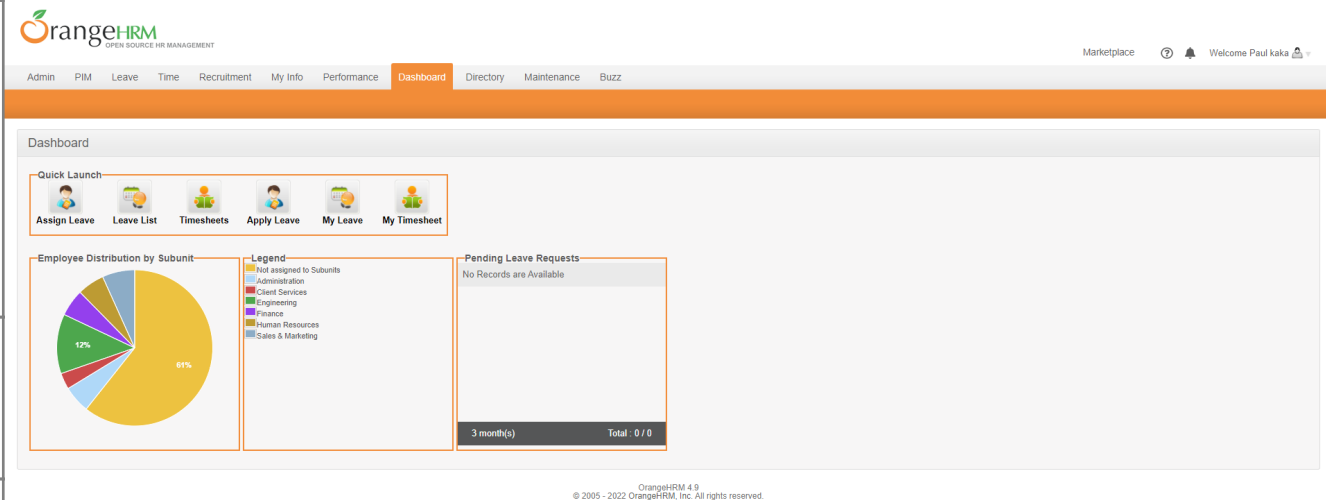 OrangeHRM
OPEN SOURCE HR MANAGEMENT
Marketplace Welcome Paul kaka
Admin PIM Leave Time Recruitment My Info Performance Dashboard Directory Maintenance Buzz
Dashboard
Quick Launch
Assign Leave Leave List Timesheets Apply Leave My Leave My Timesheet
Employee Distribution by Subunit
12%
61%
Legend
Not assigned to Subunits
Administration
Client Services
Engineering
Finance
Human Resources
Sales & Marketing
Pending Leave Requests
No Records are Available
3 month(s) Total : 0 / 0
OrangeHRM 4.9
© 2005 - 2022 OrangeHRM, Inc. All rights reserved.